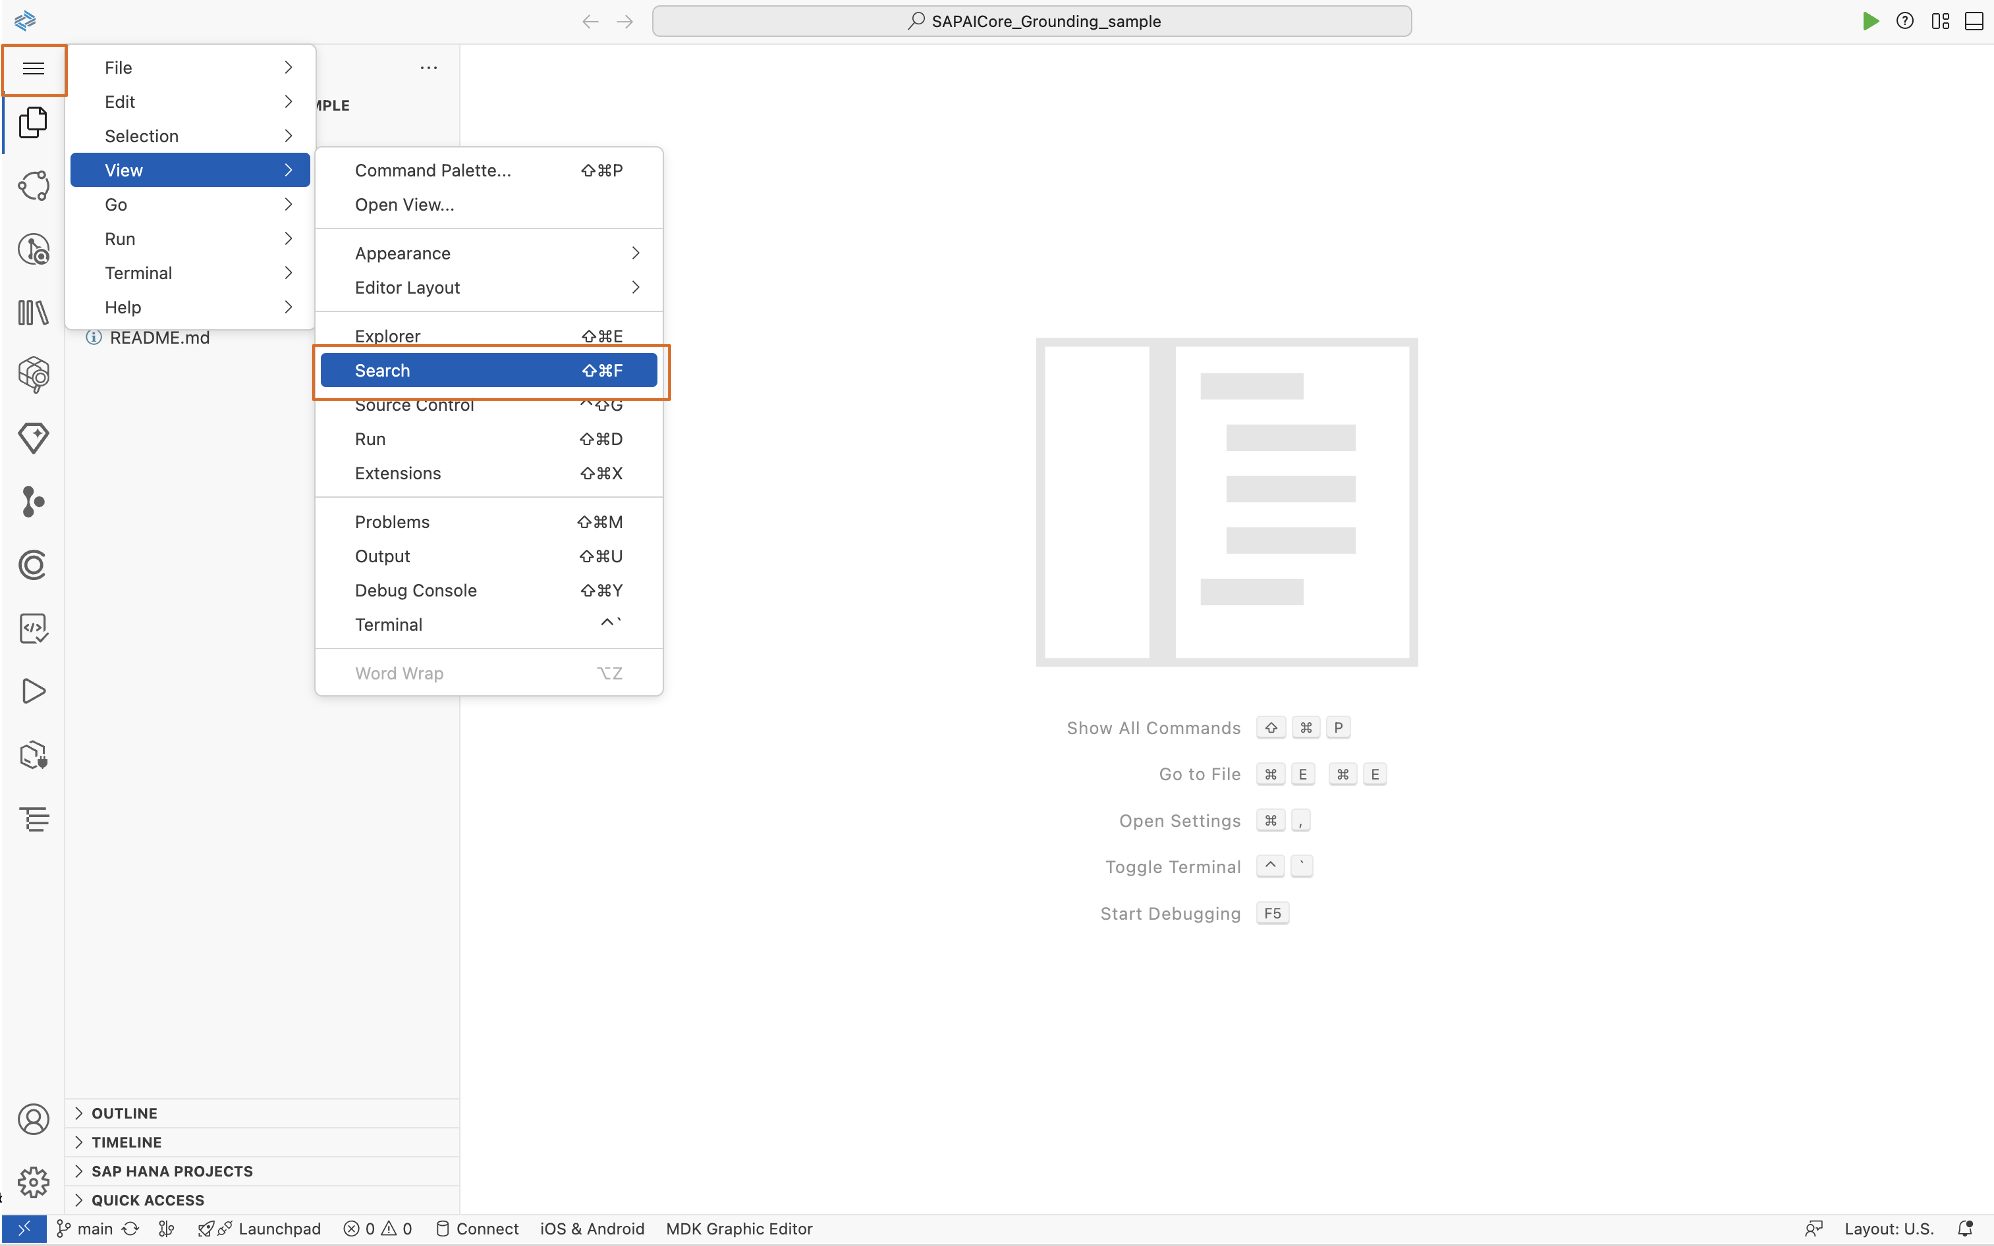 SAPAICore_Grounding_sample
File
Edit
MPLE
Selection
View
Command Palette... ⇧⌘P
Go
Open View...
Run
Appearance
Terminal
Editor Layout
Help
README.md
Explorer ⇧⌘E
Search ⇧⌘F
Source Control ^⇧G
Run ⇧⌘D
Extensions ⇧⌘X
Problems ⇧⌘M
Output ⇧⌘U
Debug Console ⇧⌘Y
Terminal ^`
Word Wrap ⌥Z
Show All Commands ⇧ ⌘ P
Go to File ⌘ E ⌘ E
Open Settings ⌘ ,
Toggle Terminal ^ `
Start Debugging F5
OUTLINE
TIMELINE
SAP HANA PROJECTS
QUICK ACCESS
main Launchpad 0 0 Connect iOS & Android MDK Graphic Editor Layout: U.S.